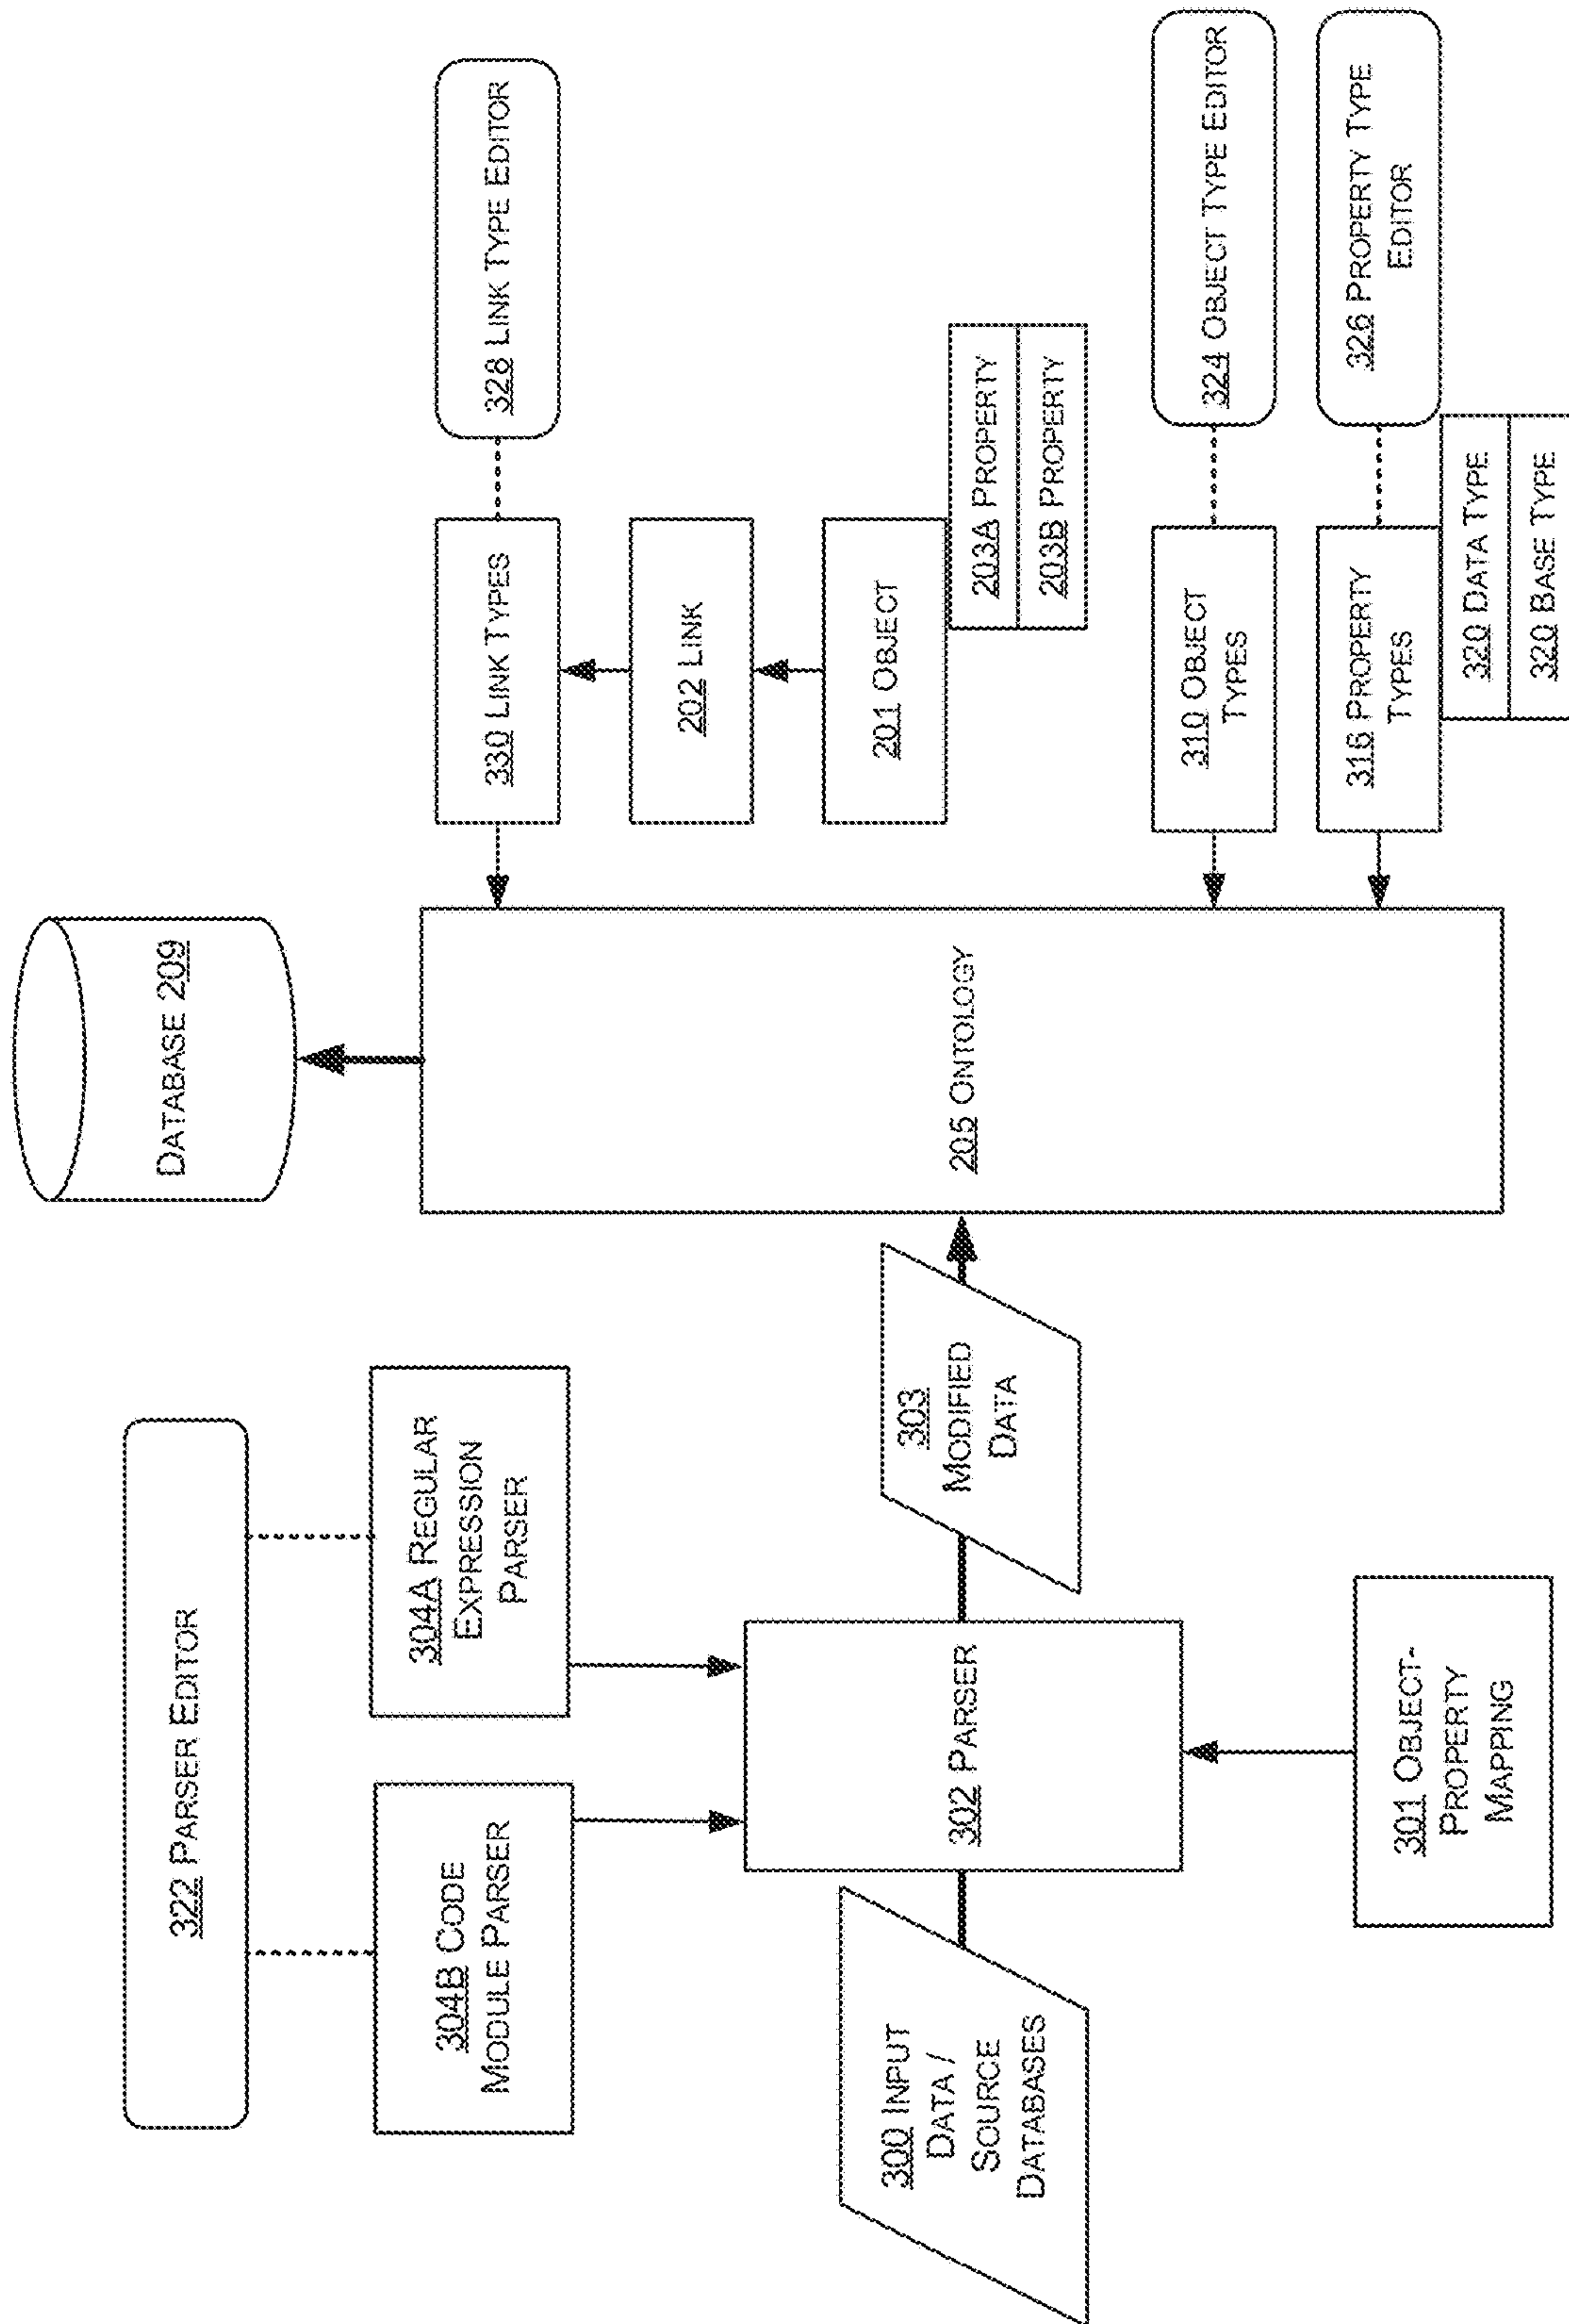 322 PARSER EDITOR
304B CODE
MODULE PARSER
304A REGULAR
EXPRESSION
PARSER
300 INPUT
DATA /
SOURCE
DATABASES
302 PARSER
303
MODIFIED
DATA
301 OBJECT-
PROPERTY
MAPPING
DATABASE 209
205 ONTOLOGY
330 LINK TYPES
328 LINK TYPE EDITOR
202 LINK
201 OBJECT
203A PROPERTY
203B PROPERTY
310 OBJECT
TYPES
324 OBJECT TYPE EDITOR
316 PROPERTY
TYPES
326 PROPERTY TYPE
EDITOR
320 DATA TYPE
320 BASE TYPE